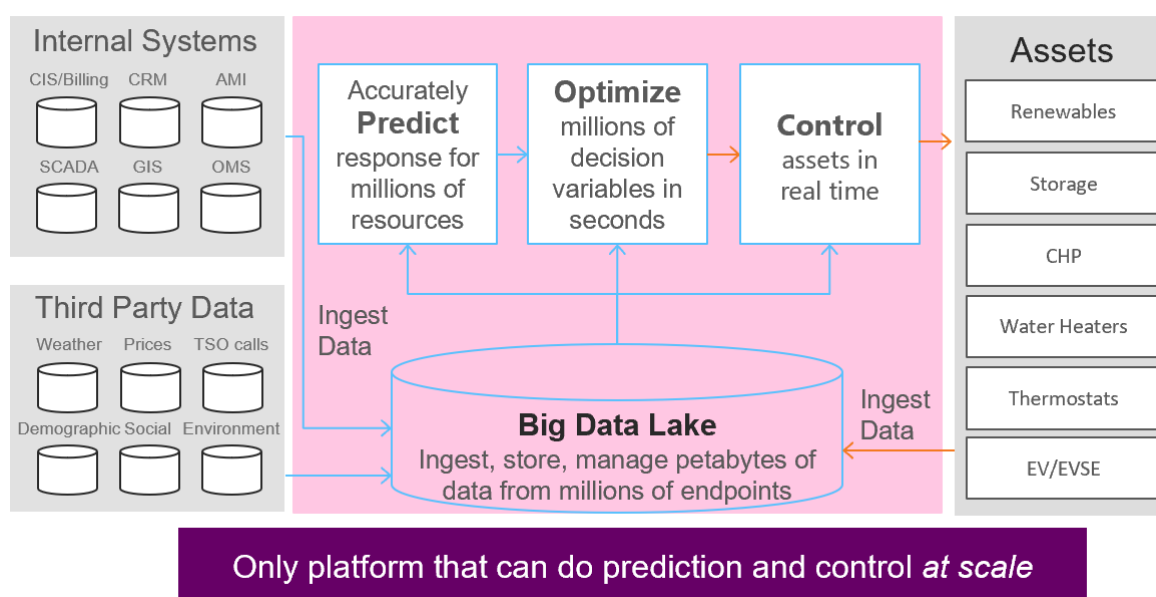 Internal Systems
CIS/Billing CRM AMI
SCADA GIS OMS
Third Party Data
Weather Prices TSO calls
Demographic Social Environment
Accurately
Predict
response for
millions of
resources
Optimize
millions of
decision
variables in
seconds
Control
assets in
real time
Ingest
Data
Big Data Lake
Ingest, store, manage petabytes of
data from millions of endpoints
Ingest
Data
Assets
Renewables
Storage
CHP
Water Heaters
Thermostats
EV/EVSE
Only platform that can do prediction and control at scale